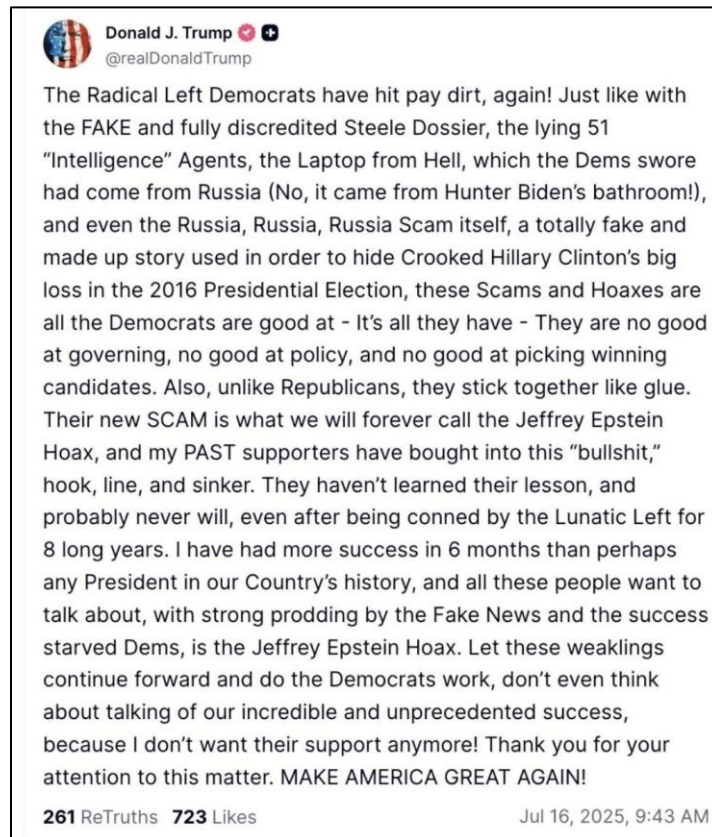 Donald J. Trump
@realDonaldTrump
The Radical Left Democrats have hit pay dirt, again! Just like with
the FAKE and fully discredited Steele Dossier, the lying 51
“Intelligence” Agents, the Laptop from Hell, which the Dems swore
had come from Russia (No, it came from Hunter Biden’s bathroom!),
and even the Russia, Russia, Russia Scam itself, a totally fake and
made up story used in order to hide Crooked Hillary Clinton’s big
loss in the 2016 Presidential Election, these Scams and Hoaxes are
all the Democrats are good at - It’s all they have - They are no good
at governing, no good at policy, and no good at picking winning
candidates. Also, unlike Republicans, they stick together like glue.
Their new SCAM is what we will forever call the Jeffrey Epstein
Hoax, and my PAST supporters have bought into this “bullshit,”
hook, line, and sinker. They haven’t learned their lesson, and
probably never will, even after being conned by the Lunatic Left for
8 long years. I have had more success in 6 months than perhaps
any President in our Country’s history, and all these people want to
talk about, with strong prodding by the Fake News and the success
starved Dems, is the Jeffrey Epstein Hoax. Let these weaklings
continue forward and do the Democrats work, don’t even think
about talking of our incredible and unprecedented success,
because I don’t want their support anymore! Thank you for your
attention to this matter. MAKE AMERICA GREAT AGAIN!
261 ReTruths 723 Likes Jul 16, 2025, 9:43 AM